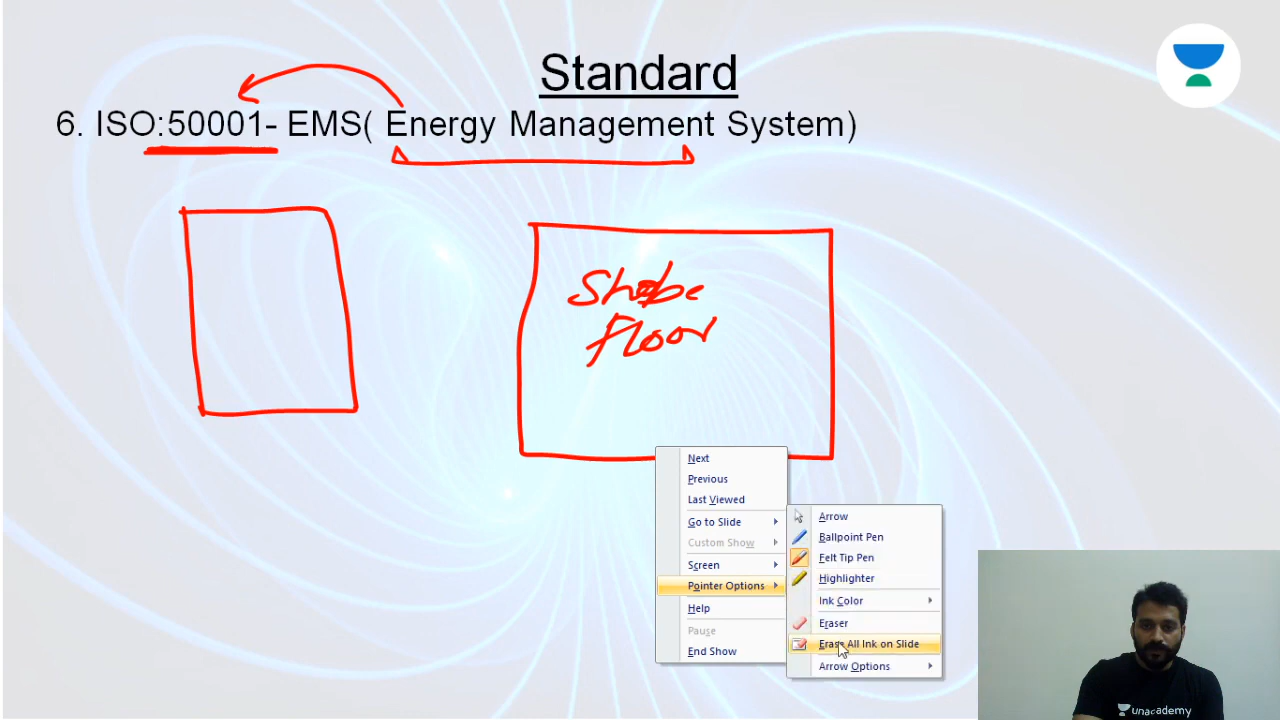 Standard
6. ISO:50001- EMS( Energy Management System)
Floor
Next
Previous
Last Viewed
Go to Slide
Custom Show
Screen
Pointer Options
Help
Pause
End Show
Arrow
Ballpoint Pen
Felt Tip Pen
Highlighter
Ink Color
Eraser
Erase All Ink on Slide
Arrow Options
unacademy